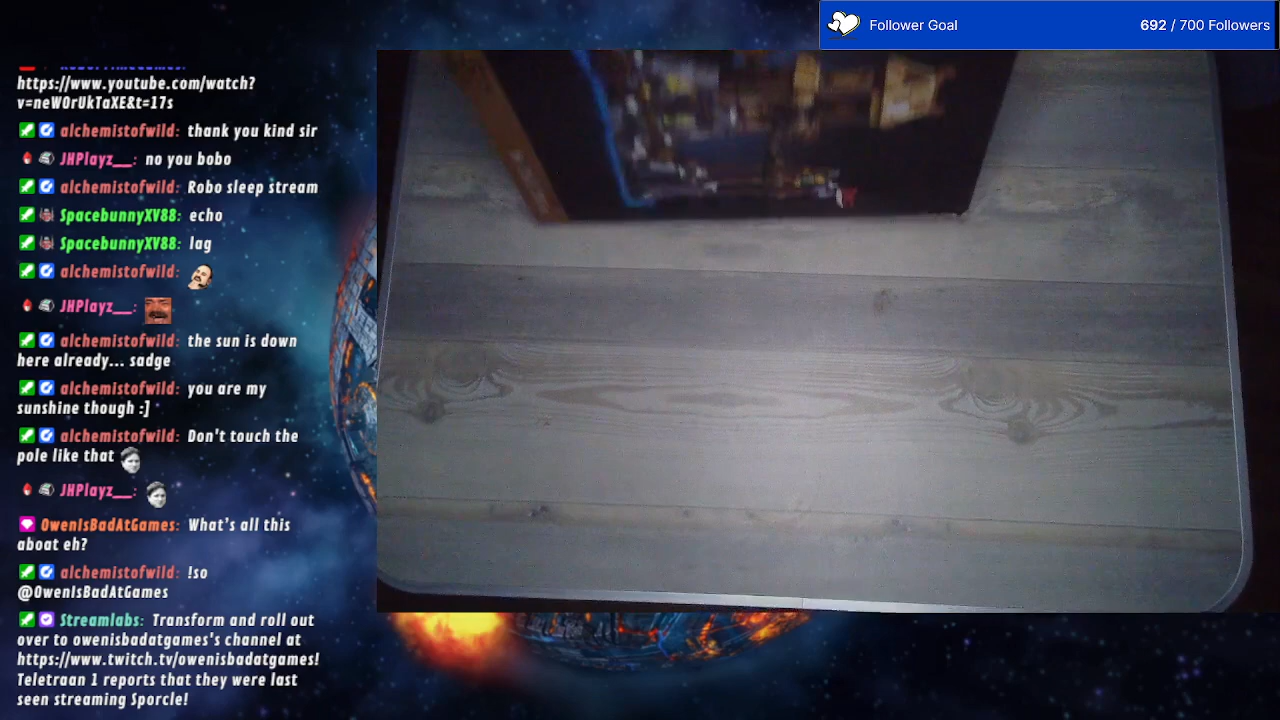 Follower Goal
692 / 700 Followers
https://www.youtube.com/watch?
v=neW0rUkTaXE&t=17s
alchemistofwild: thank you kind sir
JHPlayz__: no you bobo
alchemistofwild: Robo sleep stream
SpacebunnyXV88: echo
SpacebunnyXV88: lag
alchemistofwild:
JHPlayz__:
alchemistofwild: the sun is down
here already... sadge
alchemistofwild: you are my
sunshine though :]
alchemistofwild: Don't touch the
pole like that
JHPlayz__:
OwenIsBadAtGames: What's all this
aboat eh?
alchemistofwild: !so
@OwenIsBadAtGames
Streamlabs: Transform and roll out
over to owenisbadatgames's channel at
https://www.twitch.tv/owenisbadatgames!
Teletraan 1 reports that they were last
seen streaming Sporcle!